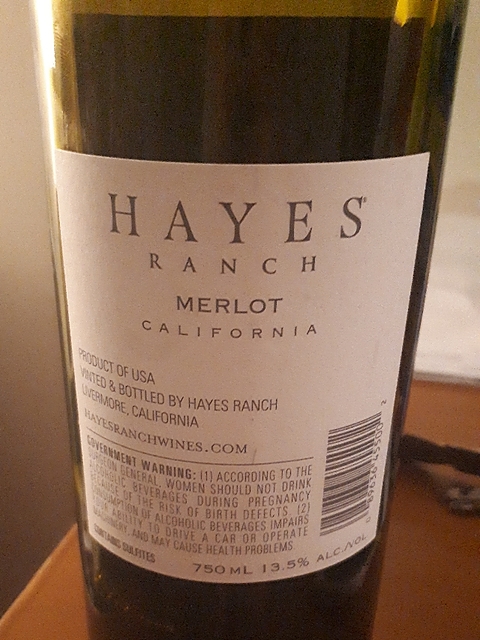 HAYES®
RANCH
MERLOT
CALIFORNIA
PRODUCT OF USA
VINTED & BOTTLED BY HAYES RANCH
LIVERMORE, CALIFORNIA
HAYESRANCHWINES.COM
GOVERNMENT WARNING: (1) ACCORDING TO THE
SURGEON GENERAL, WOMEN SHOULD NOT DRINK
ALCOHOLIC BEVERAGES DURING PREGNANCY
BECAUSE OF THE RISK OF BIRTH DEFECTS. (2)
CONSUMPTION OF ALCOHOLIC BEVERAGES IMPAIRS
YOUR ABILITY TO DRIVE A CAR OR OPERATE
MACHINERY, AND MAY CAUSE HEALTH PROBLEMS.
CONTAINS SULFITES
750 ML 13.5% ALC./VOL